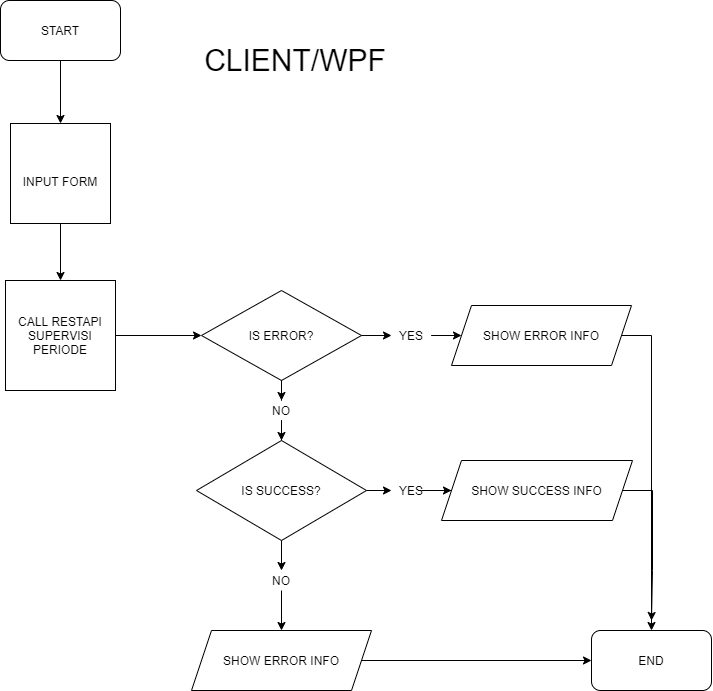 START
CLIENT/WPF
INPUT FORM
CALL RESTAPI
SUPERVISI
PERIODE
IS ERROR?
YES
SHOW ERROR INFO
NO
IS SUCCESS?
YES
SHOW SUCCESS INFO
NO
SHOW ERROR INFO
END